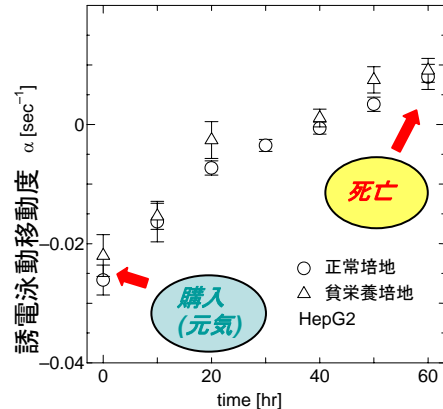 誘電泳動移動度 α [sec⁻¹]
0
−0.02
−0.04
死亡
購入
(元気)
○ 正常培地
△ 貧栄養培地
HepG2
0 20 40 60
time [hr]